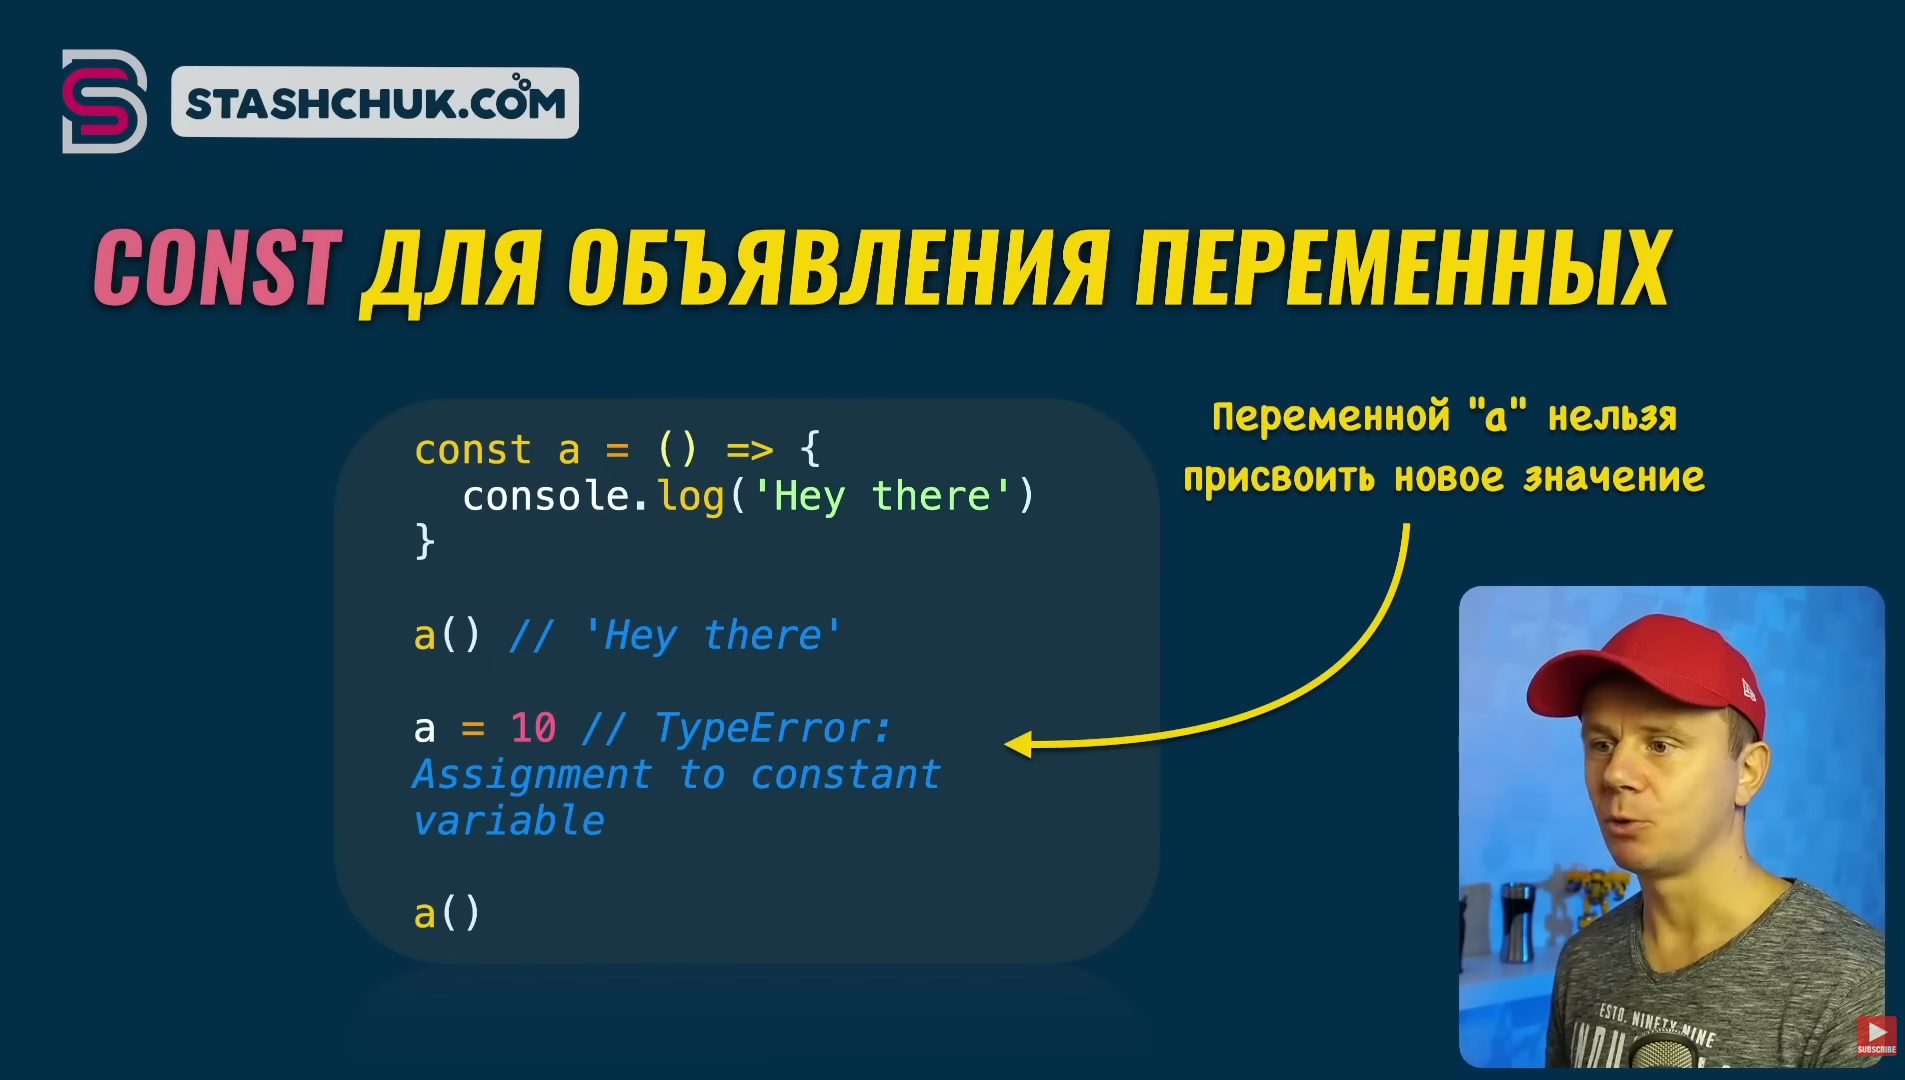 STASHCHUK.COM
CONST ДЛЯ ОБЪЯВЛЕНИЯ ПЕРЕМЕННЫХ
Переменной "a" нельзя
присвоить новое значение
const a = () => {
console.log('Hey there')
}
a() // 'Hey there'
a = 10 // TypeError:
Assignment to constant
variable
a()
ESTD. NINETY NINE
SUBSCRIBE